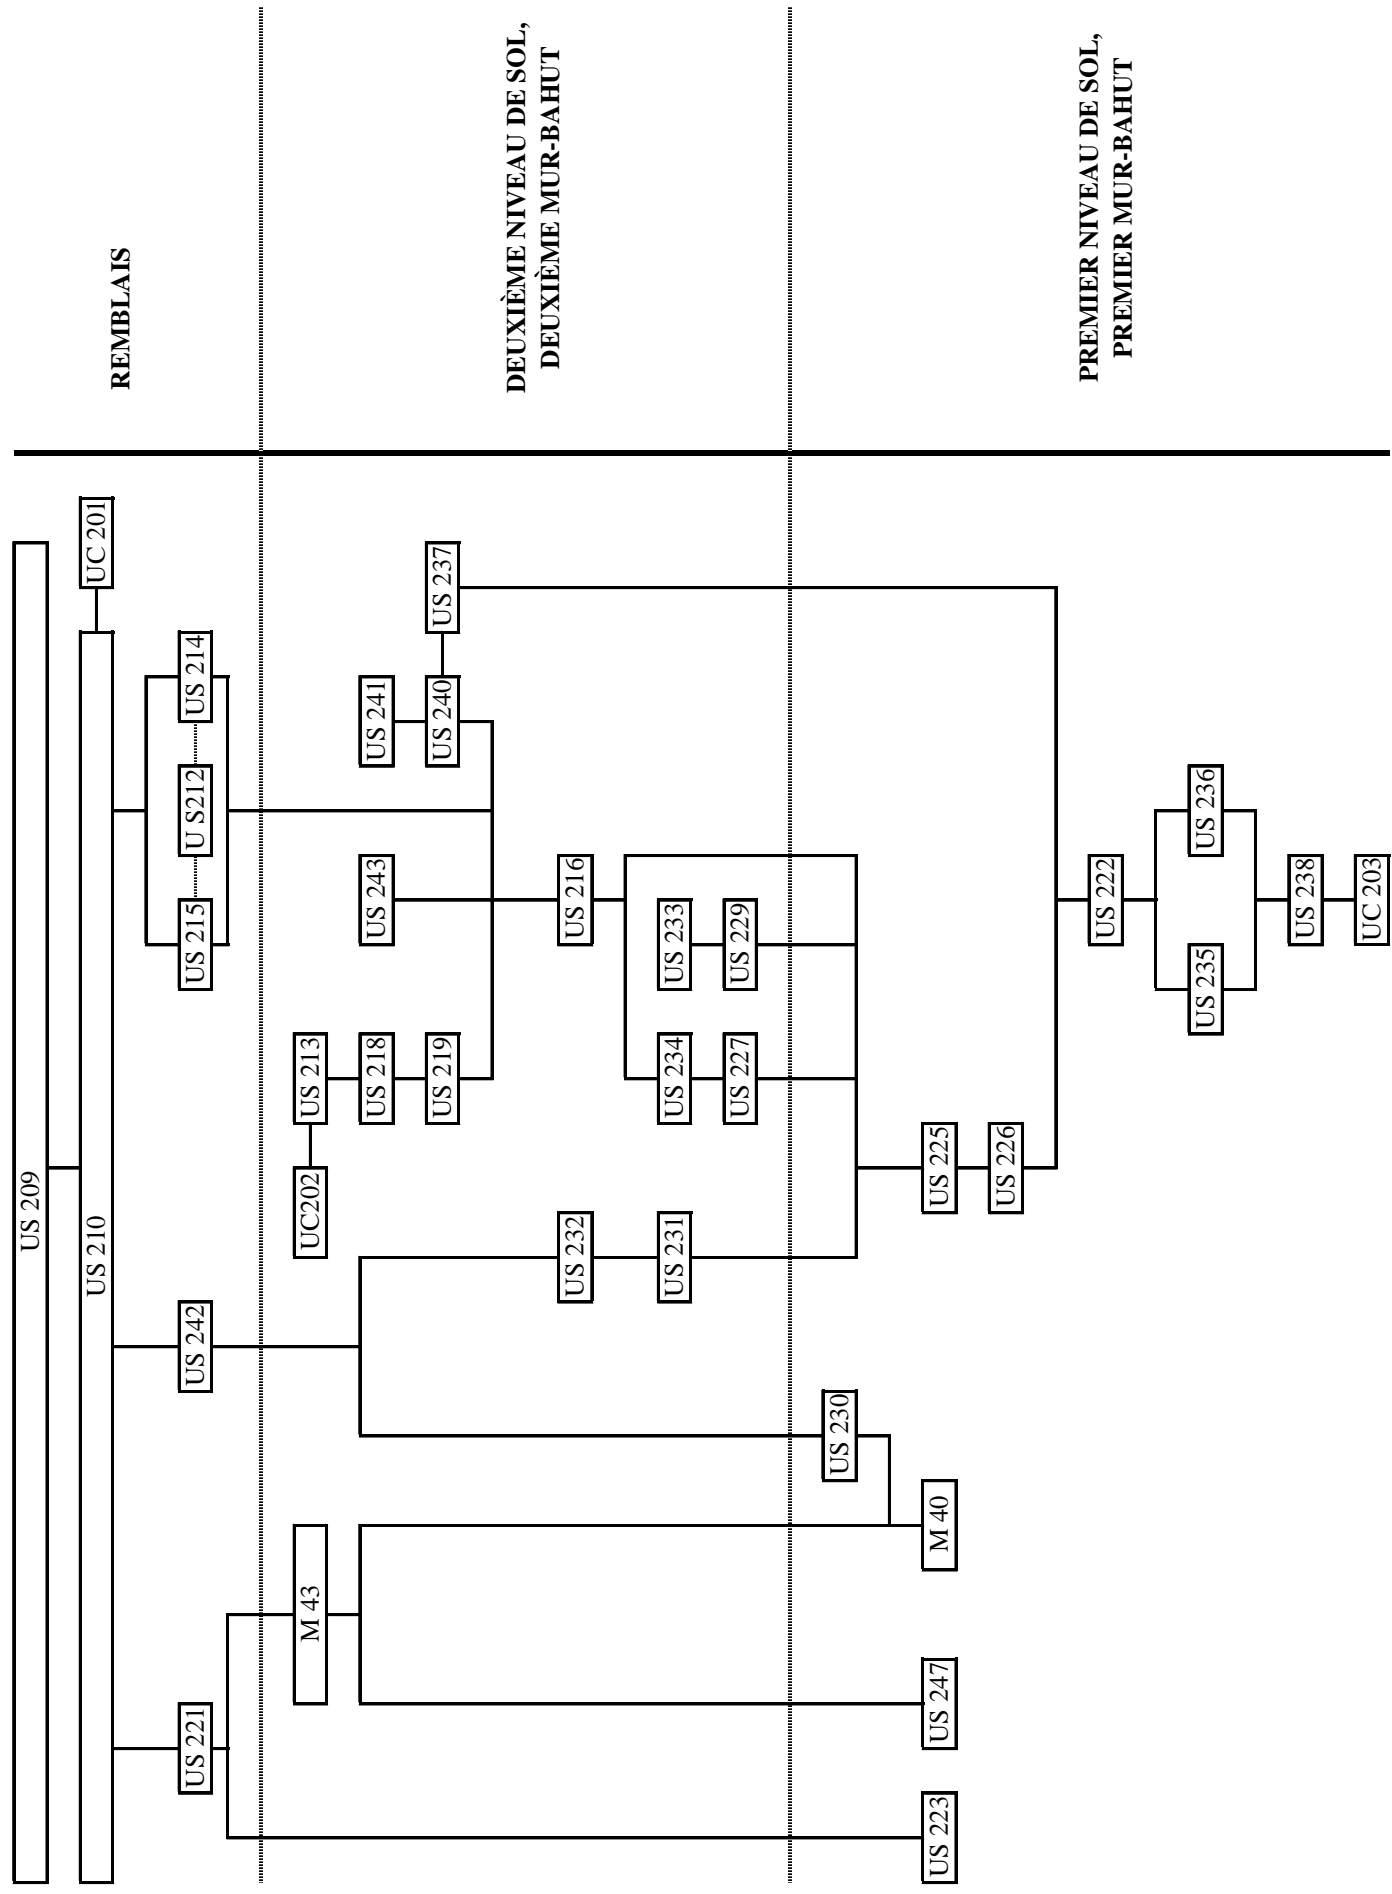 US 209
US 210
UC 201
REMBLAIS
US 221
US 242
US 215
U S212
US 214
M 43
UC202
US 213
US 218
US 243
US 241
US 219
US 240
US 237
DEUXIÈME NIVEAU DE SOL,
DEUXIÈME MUR-BAHUT
US 232
US 216
US 231
US 234
US 233
US 227
US 229
US 230
US 223
US 247
M 40
US 225
US 226
PREMIER NIVEAU DE SOL,
PREMIER MUR-BAHUT
US 222
US 235
US 236
US 238
UC 203